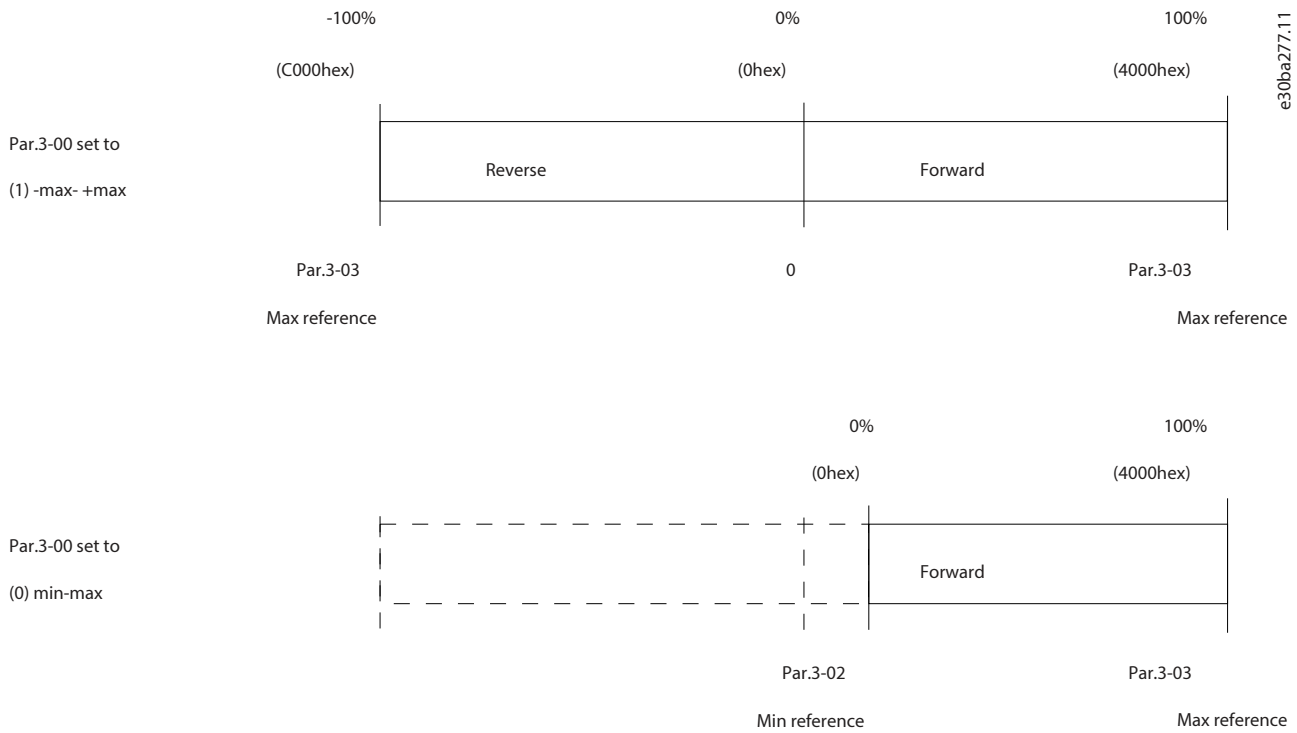 -100% 0% 100%
(C000hex) (0hex) (4000hex)
e30ba277.11
Par.3-00 set to
(1) -max- +max
Reverse Forward
Par.3-03 0 Par.3-03
Max reference Max reference
0% 100%
(0hex) (4000hex)
Par.3-00 set to
(0) min-max
Forward
Par.3-02 Par.3-03
Min reference Max reference